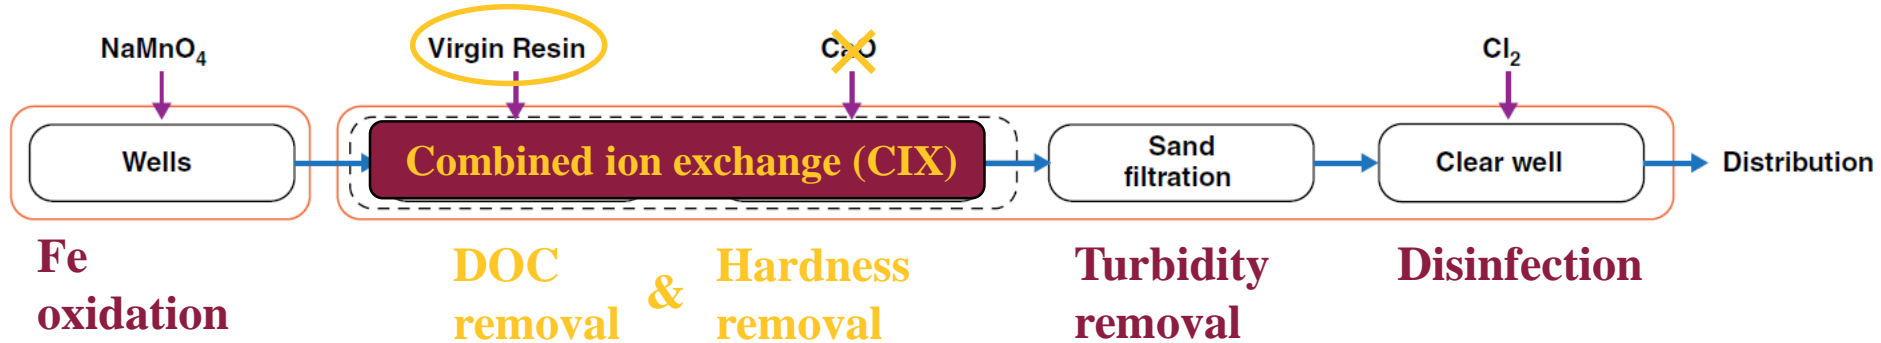 NaMnO₄
Virgin Resin
CaO
Cl₂
Wells
Combined ion exchange (CIX)
Sand
filtration
Clear well
Distribution
Fe
oxidation
DOC
removal
&
Hardness
removal
Turbidity
removal
Disinfection